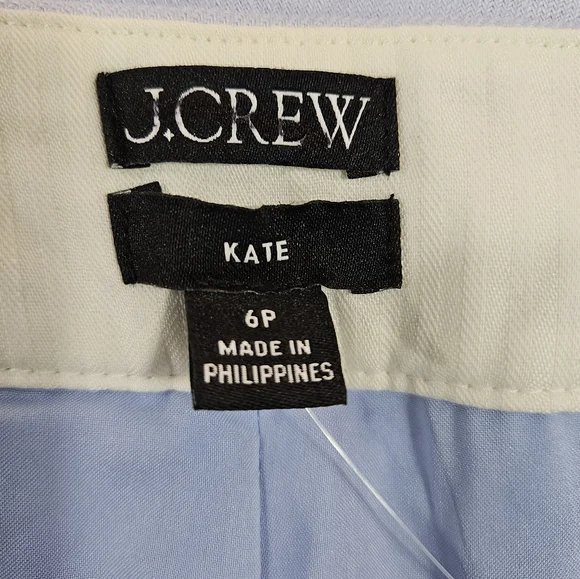 J.CREW
KATE
6P
MADE IN
PHILIPPINES